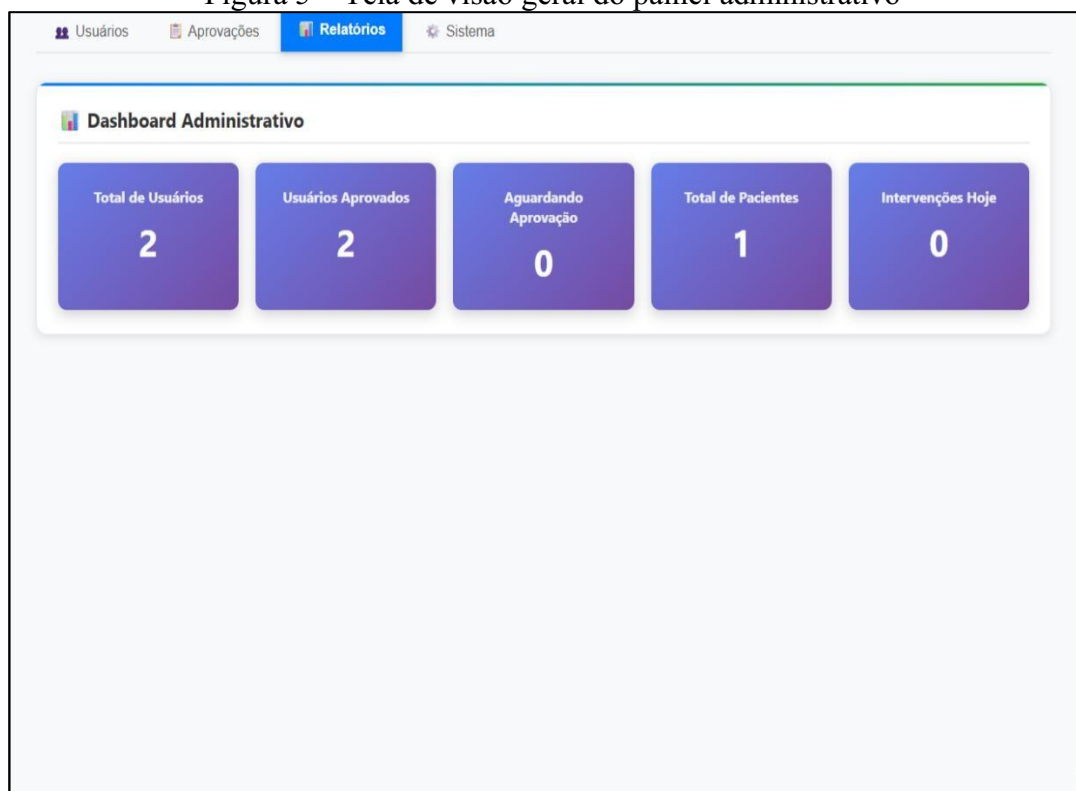 Figura 5 – Tela de visão geral do painel administrativo
Usuários Aprovações Relatórios Sistema
Dashboard Administrativo
Total de Usuários
2
Usuários Aprovados
2
Aguardando
Aprovação
0
Total de Pacientes
1
Intervenções Hoje
0